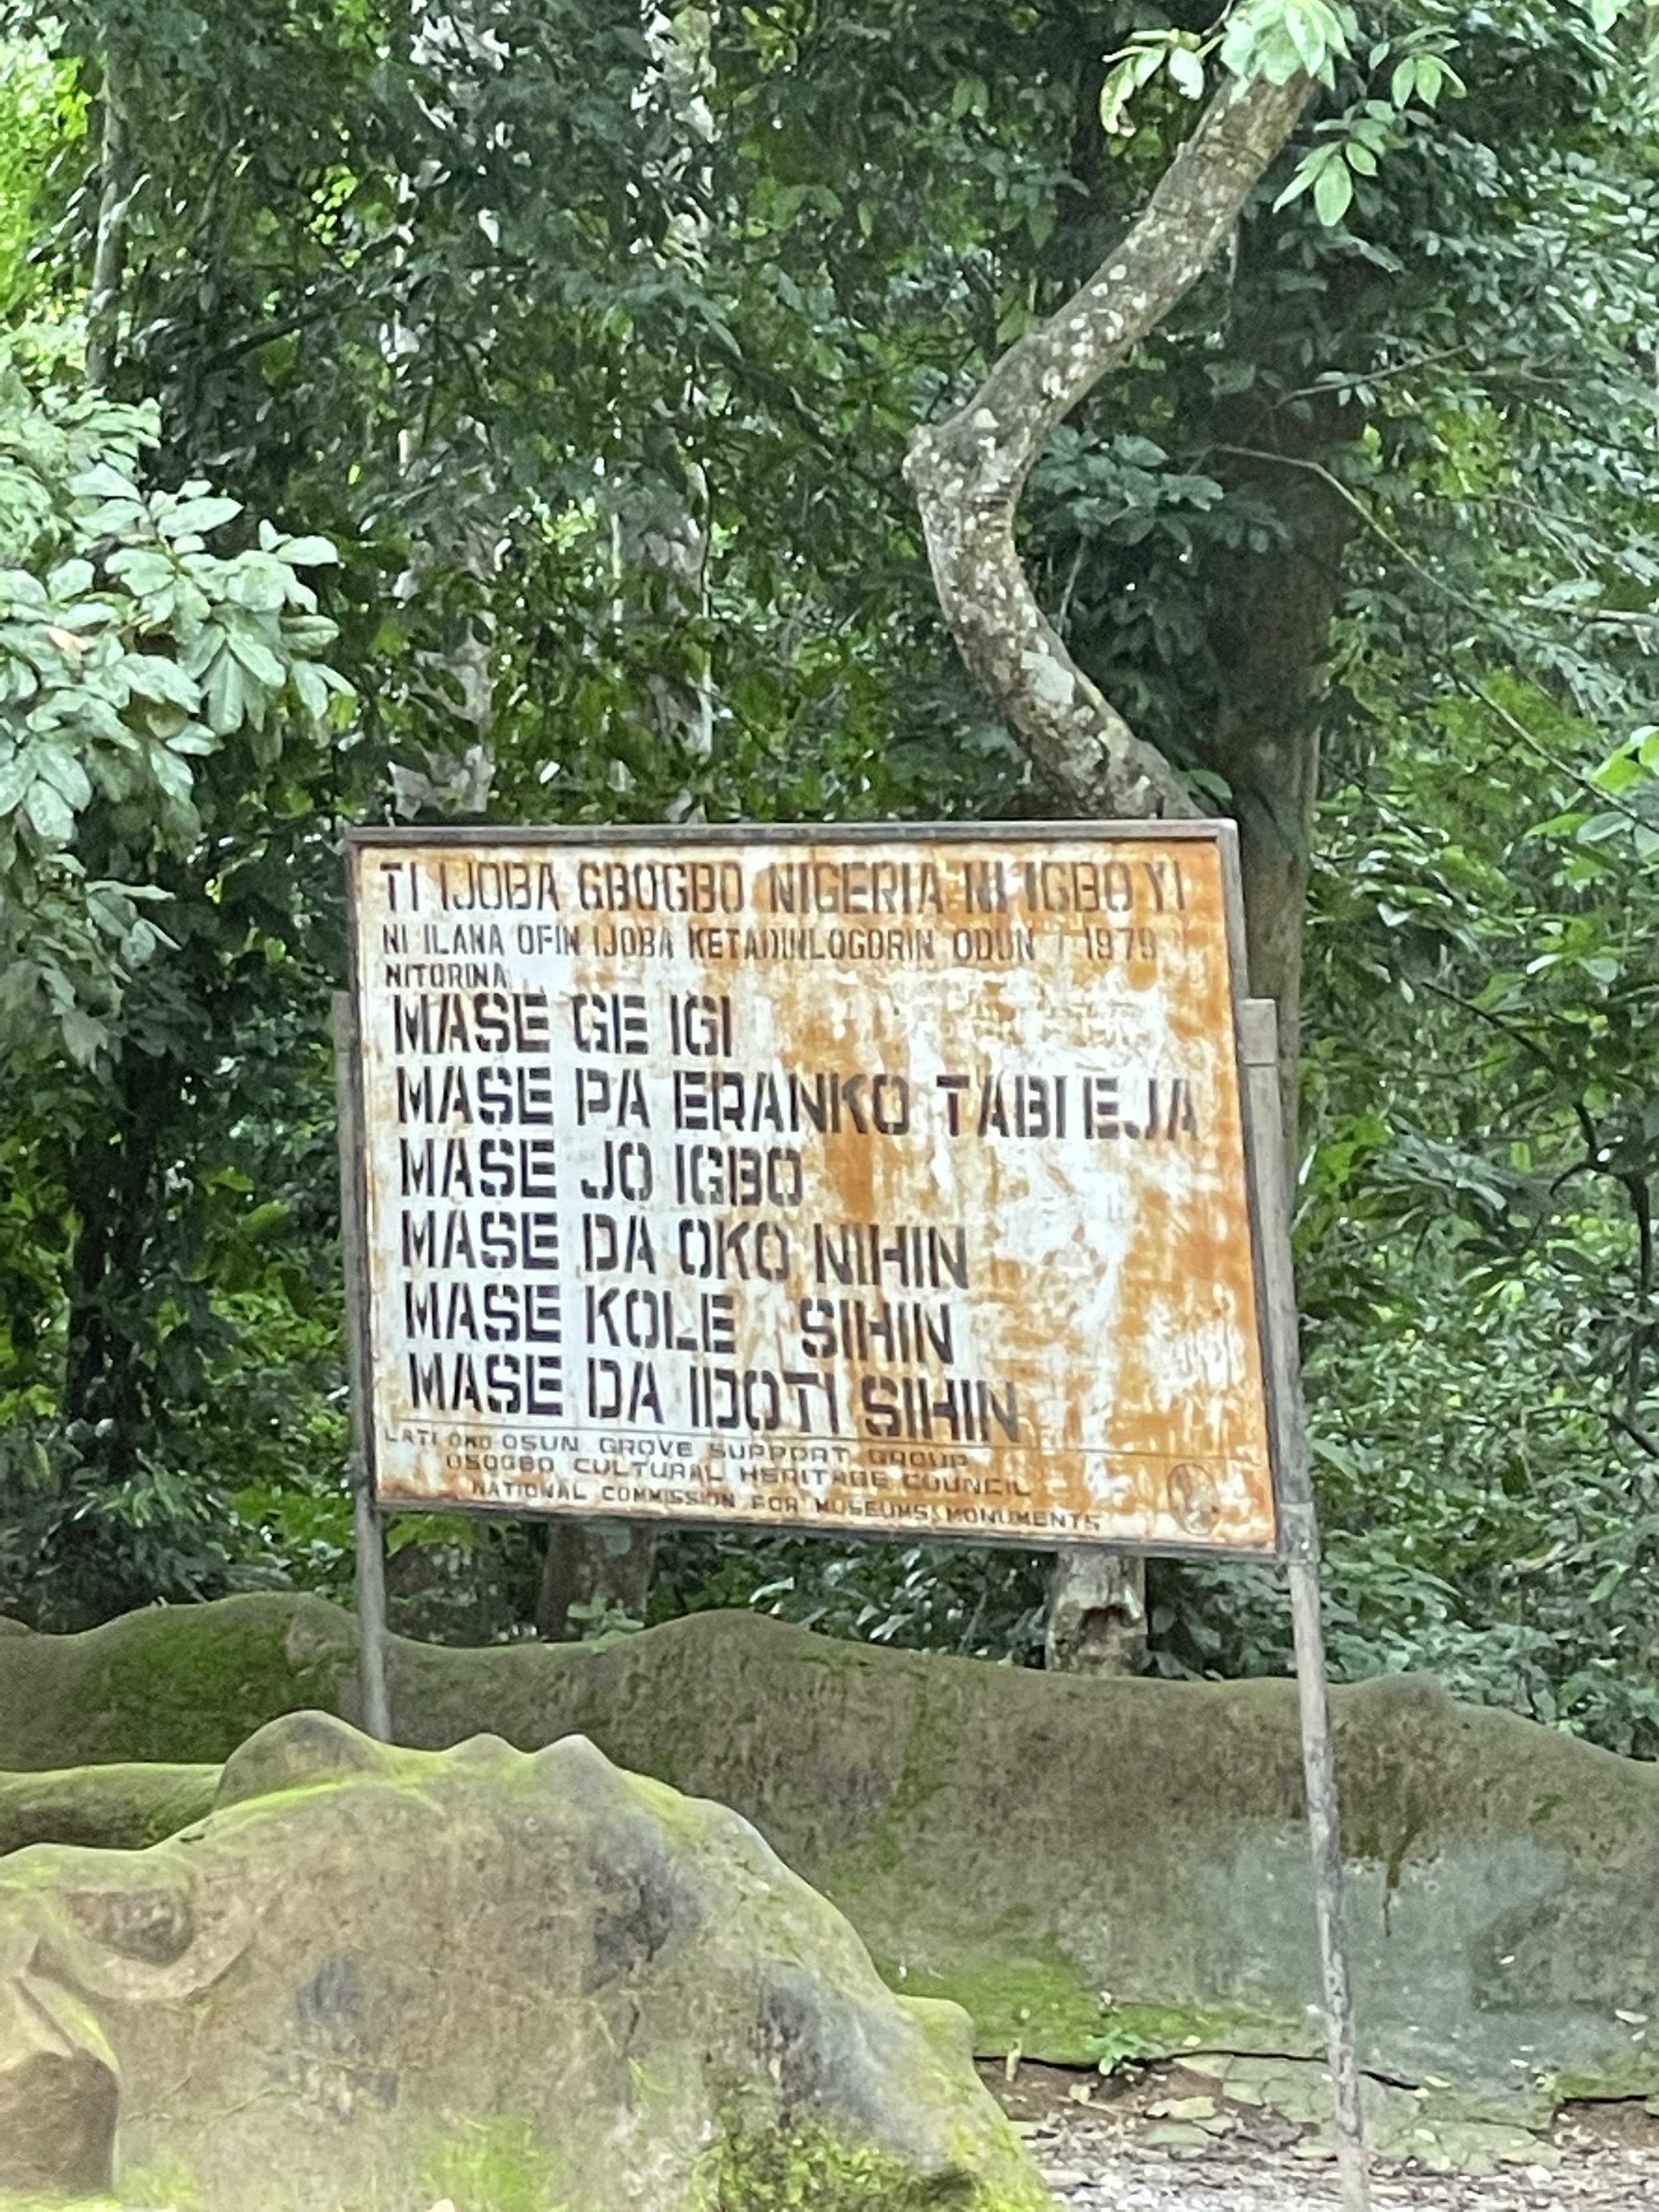 TI IJOBA GBOGBO NIGERIA NI IGBO YI
NI ILANA OFIN IJOBA KETADINLOGORIN ODUN / 1979
NITORINA
MASE GE IGI
MASE PA ERANKO TABI EJA
MASE JO IGBO
MASE DA OKO NIHIN
MASE KOLE SIHIN
MASE DA IDOTI SIHIN
LATI OWO OSUN GROVE SUPPORT GROUP
OSOGBO CULTURAL HERITAGE COUNCIL
NATIONAL COMMISSION FOR MUSEUMS & MONUMENTS